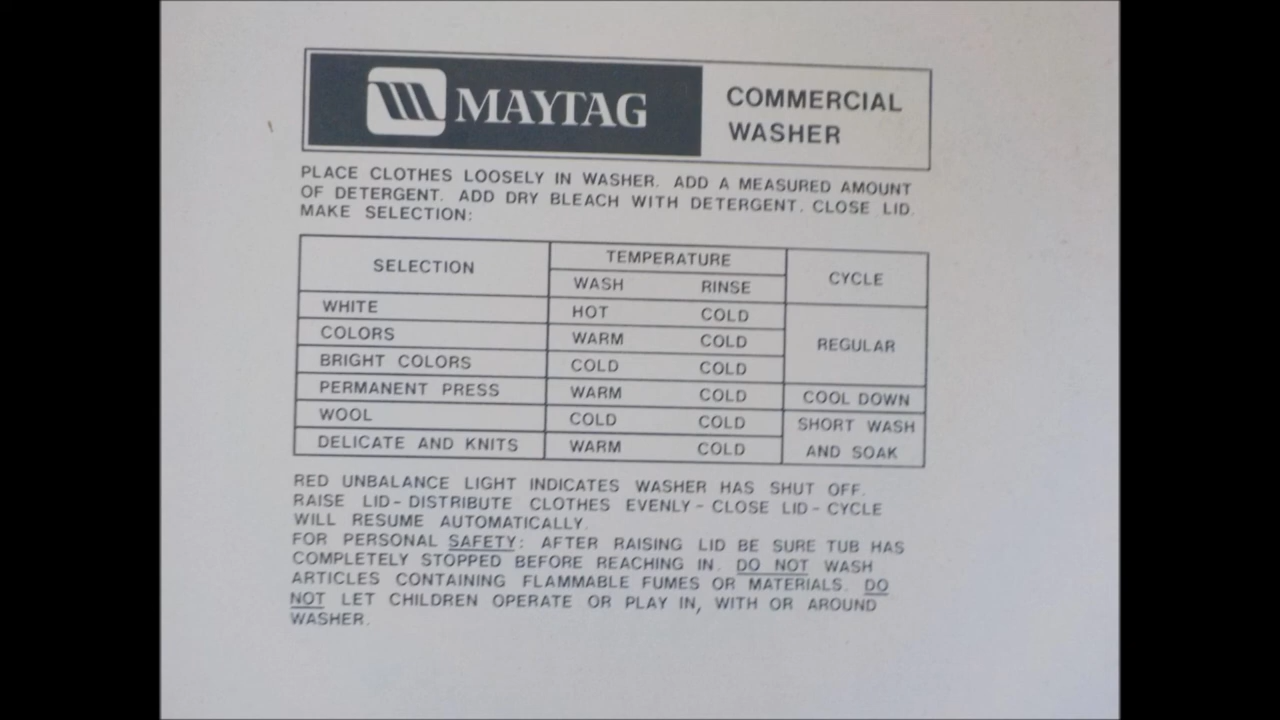 MAYTAG
COMMERCIAL
WASHER
PLACE CLOTHES LOOSELY IN WASHER. ADD A MEASURED AMOUNT
OF DETERGENT. ADD DRY BLEACH WITH DETERGENT. CLOSE LID.
MAKE SELECTION:
SELECTION TEMPERATURE CYCLE
WASH RINSE
WHITE HOT COLD
COLORS WARM COLD REGULAR
BRIGHT COLORS COLD COLD
PERMANENT PRESS WARM COLD COOL DOWN
WOOL COLD COLD SHORT WASH
DELICATE AND KNITS WARM COLD AND SOAK
RED UNBALANCE LIGHT INDICATES WASHER HAS SHUT OFF.
RAISE LID - DISTRIBUTE CLOTHES EVENLY - CLOSE LID - CYCLE
WILL RESUME AUTOMATICALLY.
FOR PERSONAL SAFETY: AFTER RAISING LID BE SURE TUB HAS
COMPLETELY STOPPED BEFORE REACHING IN. DO NOT WASH
ARTICLES CONTAINING FLAMMABLE FUMES OR MATERIALS. DO
NOT LET CHILDREN OPERATE OR PLAY IN, WITH OR AROUND
WASHER.